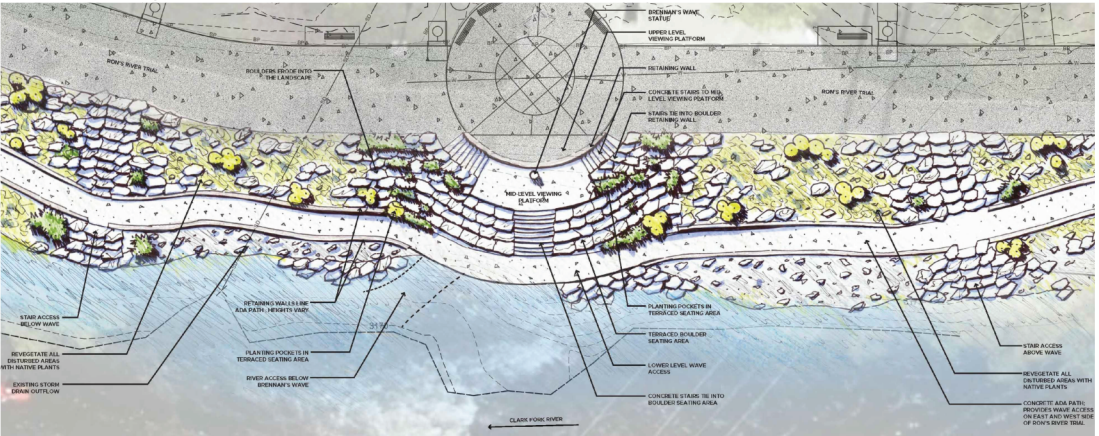 BRENNAN'S WAVE
STATUE
UPPER LEVEL
VIEWING PLATFORM
RON'S RIVER TRIAL
BOULDERS ERODE INTO
THE LANDSCAPE
RETAINING WALL
CONCRETE STAIRS TO MID-
LEVEL VIEWING PLATFORM
RON'S RIVER TRIAL
STAIRS TIE INTO BOULDER
RETAINING WALL
MID-LEVEL VIEWING
PLATFORM
RETAINING WALLS LINE
ADA PATH, HEIGHTS VARY
PLANTING POCKETS IN
TERRACED SEATING AREA
STAIR ACCESS
BELOW WAVE
TERRACED BOULDER
SEATING AREA
STAIR ACCESS
ABOVE WAVE
REVEGETATE ALL
DISTURBED AREAS
WITH NATIVE PLANTS
PLANTING POCKETS IN
TERRACED SEATING AREA
LOWER LEVEL WAVE
ACCESS
REVEGETATE ALL
DISTURBED AREAS WITH
NATIVE PLANTS
EXISTING STORM
DRAIN OUTFLOW
RIVER ACCESS BELOW
BRENNAN'S WAVE
CONCRETE STAIRS TIE INTO
BOULDER SEATING AREA
CONCRETE ADA PATH;
PROVIDES WAVE ACCESS
ON EAST AND WEST SIDE
OF RON'S RIVER TRIAL
CLARK FORK RIVER